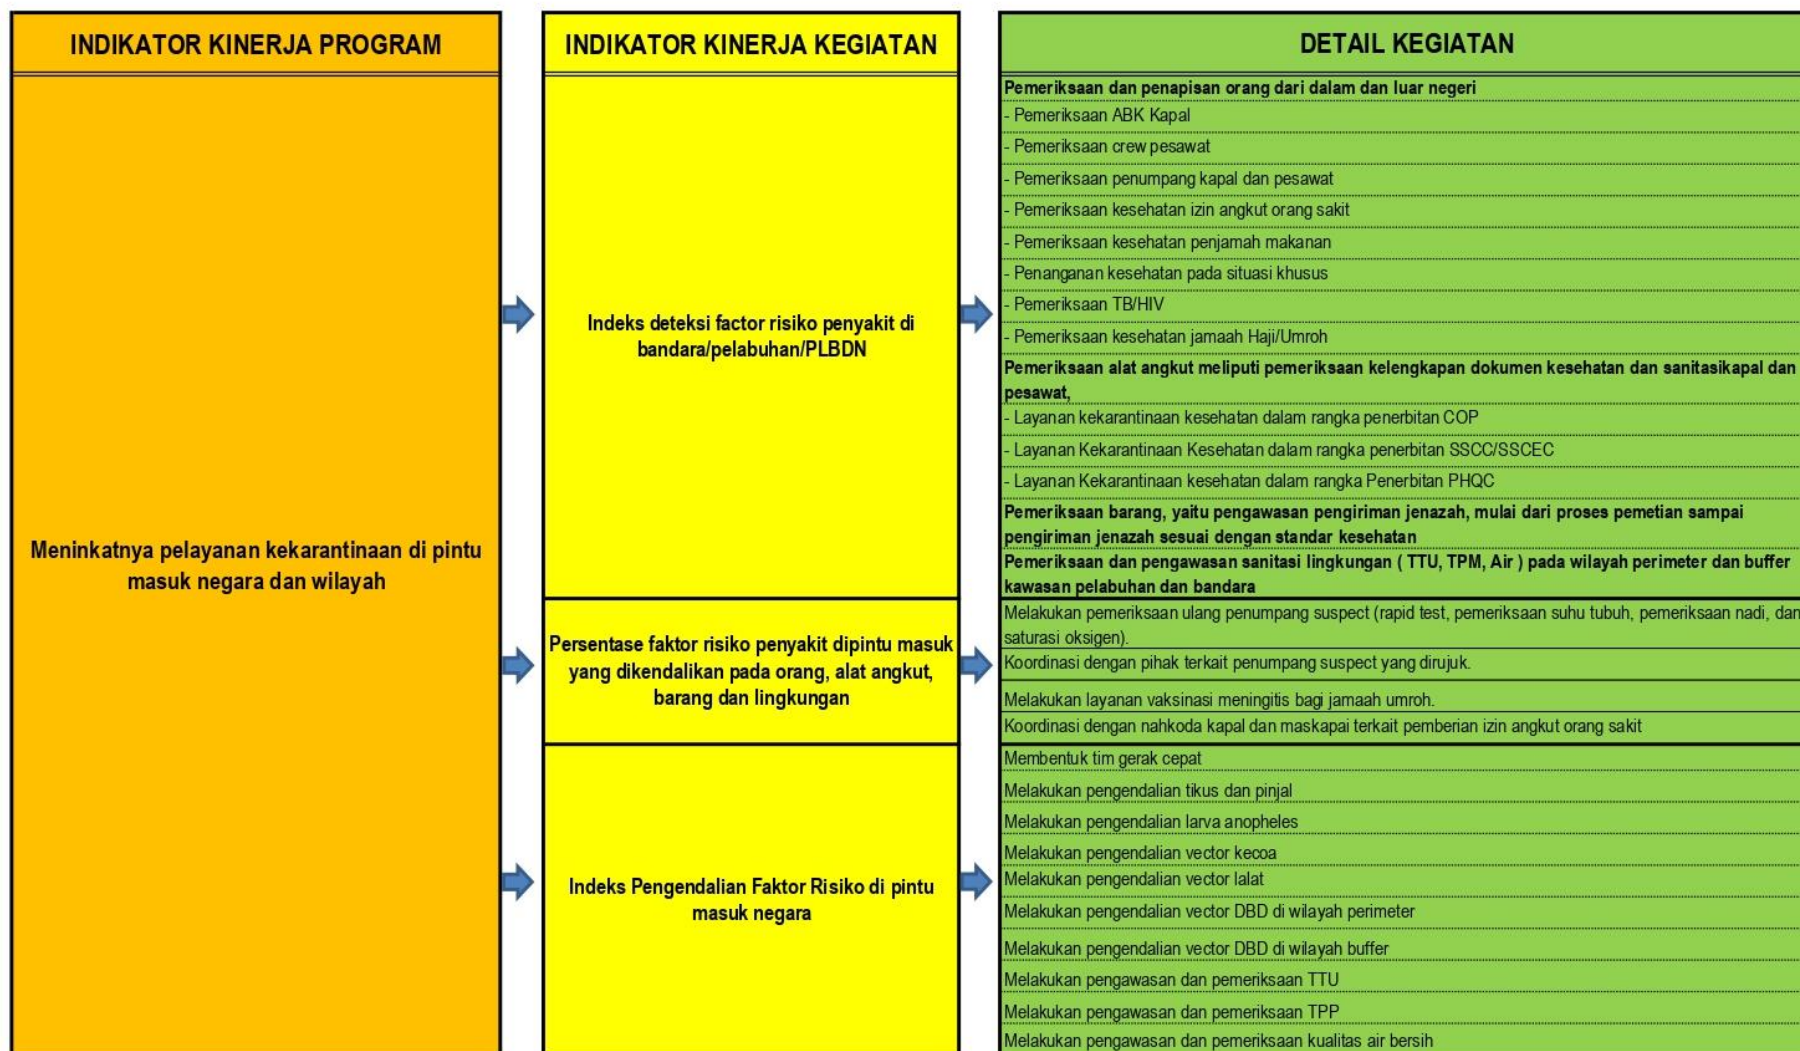 INDIKATOR KINERJA PROGRAM
Meninkatnya pelayanan kekarantinaan di pintu
masuk negara dan wilayah
INDIKATOR KINERJA KEGIATAN
Indeks deteksi factor risiko penyakit di
bandara/pelabuhan/PLBDN
Persentase faktor risiko penyakit dipintu masuk
yang dikendalikan pada orang, alat angkut,
barang dan lingkungan
Indeks Pengendalian Faktor Risiko di pintu
masuk negara
DETAIL KEGIATAN
Pemeriksaan dan penapisan orang dari dalam dan luar negeri
- Pemeriksaan ABK Kapal
- Pemeriksaan crew pesawat
- Pemeriksaan penumpang kapal dan pesawat
- Pemeriksaan kesehatan izin angkut orang sakit
- Pemeriksaan kesehatan penjamah makanan
- Penanganan kesehatan pada situasi khusus
- Pemeriksaan TB/HIV
- Pemeriksaan kesehatan jamaah Haji/Umroh
Pemeriksaan alat angkut meliputi pemeriksaan kelengkapan dokumen kesehatan dan sanitasikapal dan
pesawat,
- Layanan kekarantinaan kesehatan dalam rangka penerbitan COP
- Layanan Kekarantinaan Kesehatan dalam rangka penerbitan SSCC/SSCEC
- Layanan Kekarantinaan kesehatan dalam rangka Penerbitan PHQC
Pemeriksaan barang, yaitu pengawasan pengiriman jenazah, mulai dari proses pemetian sampai
pengiriman jenazah sesuai dengan standar kesehatan
Pemeriksaan dan pengawasan sanitasi lingkungan ( TTU, TPM, Air ) pada wilayah perimeter dan buffer
kawasan pelabuhan dan bandara
Melakukan pemeriksaan ulang penumpang suspect (rapid test, pemeriksaan suhu tubuh, pemeriksaan nadi, dan
saturasi oksigen).
Koordinasi dengan pihak terkait penumpang suspect yang dirujuk.
Melakukan layanan vaksinasi meningitis bagi jamaah umroh.
Koordinasi dengan nahkoda kapal dan maskapai terkait pemberian izin angkut orang sakit
Membentuk tim gerak cepat
Melakukan pengendalian tikus dan pinjal
Melakukan pengendalian larva anopheles
Melakukan pengendalian vector kecoa
Melakukan pengendalian vector lalat
Melakukan pengendalian vector DBD di wilayah perimeter
Melakukan pengendalian vector DBD di wilayah buffer
Melakukan pengawasan dan pemeriksaan TTU
Melakukan pengawasan dan pemeriksaan TPP
Melakukan pengawasan dan pemeriksaan kualitas air bersih